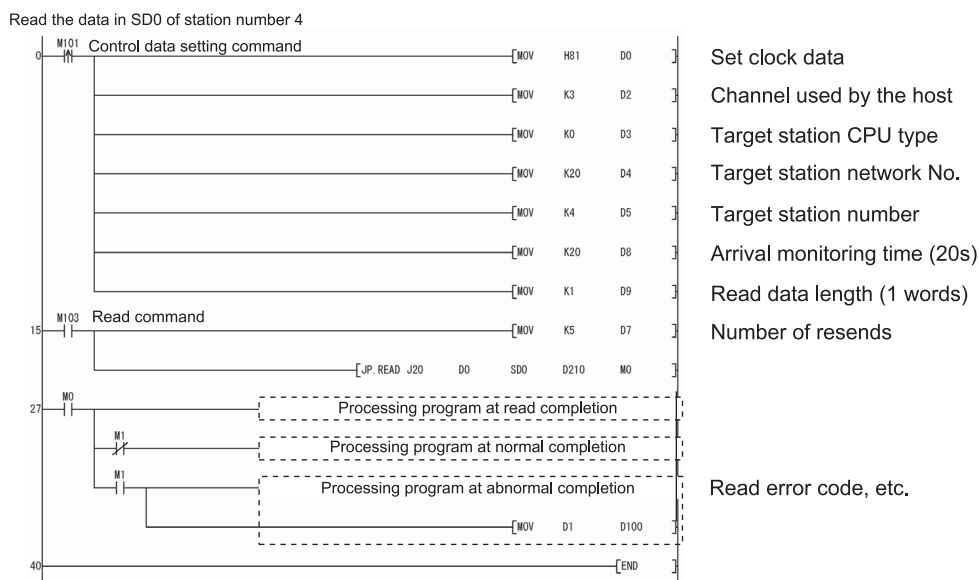 Read the data in SD0 of station number 4
M101
0 Control data setting command [MOV H81 D0 ] Set clock data
[MOV K3 D2 ] Channel used by the host
[MOV K0 D3 ] Target station CPU type
[MOV K20 D4 ] Target station network No.
[MOV K4 D5 ] Target station number
[MOV K20 D8 ] Arrival monitoring time (20s)
[MOV K1 D9 ] Read data length (1 words)
M103
15 Read command [MOV K5 D7 ] Number of resends
[JP.READ J20 D0 SD0 D210 M0 ]
M0
27 Processing program at read completion
M1
Processing program at normal completion
M1
Processing program at abnormal completion Read error code, etc.
[MOV D1 D100 ]
40 [END ]